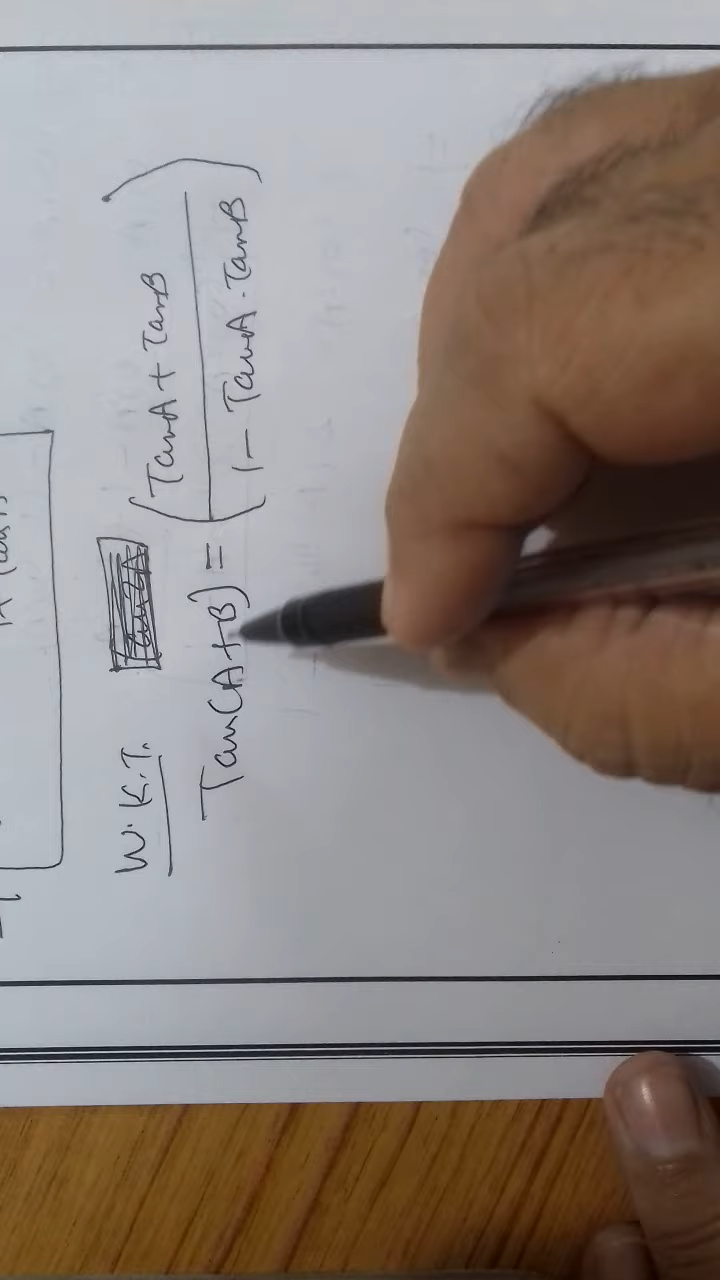 W.K.T.
Tan(A+B) = (TanA + TanB / 1 - TanA . TanB)